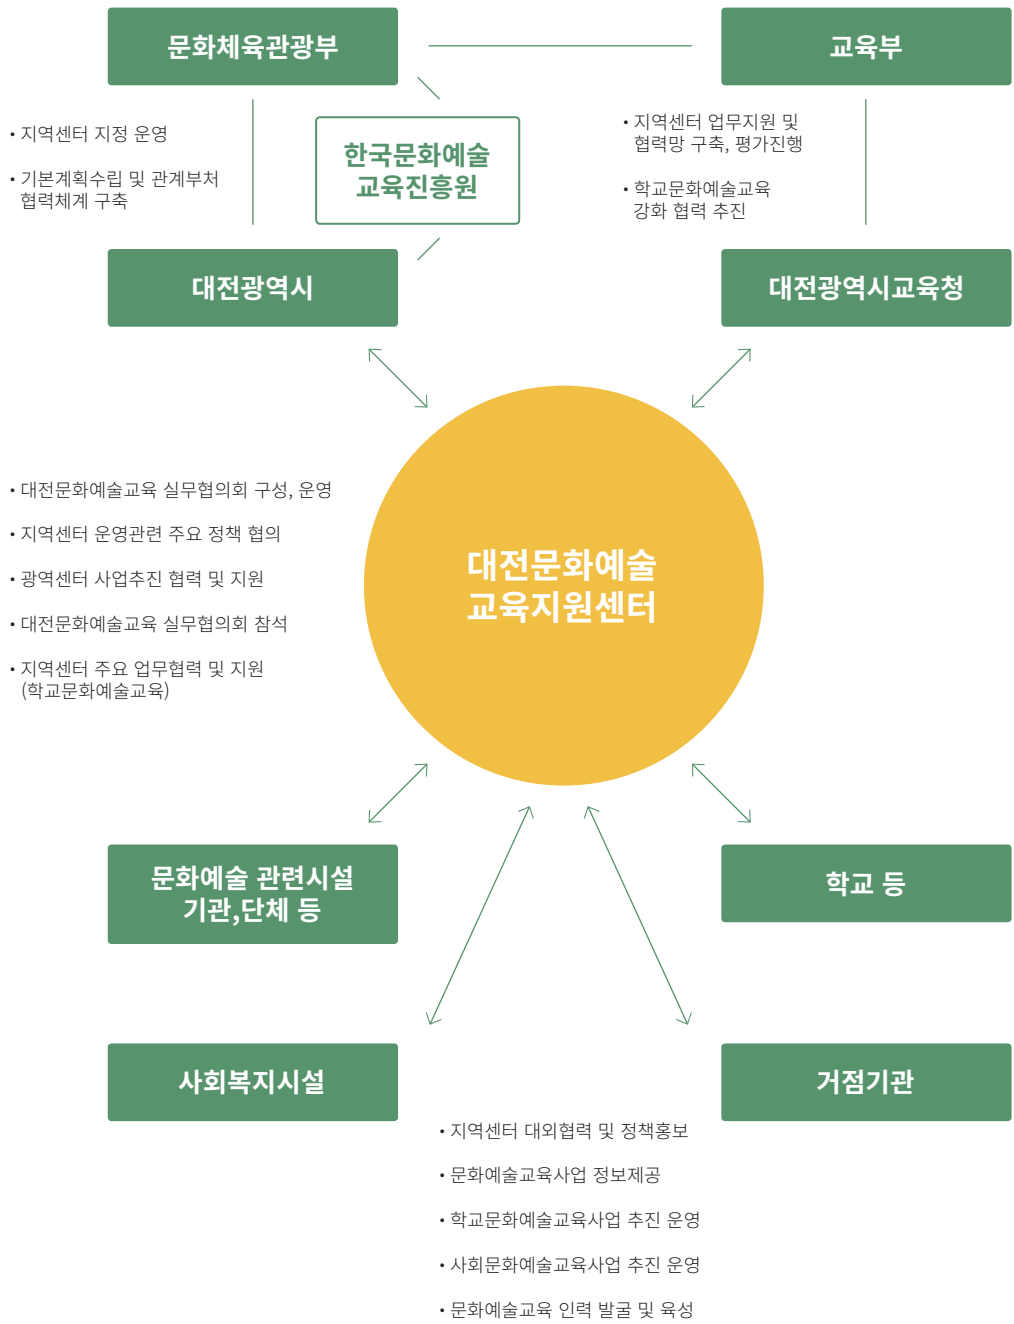 문화체육관광부
교육부
• 지역센터 지정 운영
• 기본계획수립 및 관계부처
협력체계 구축
한국문화예술
교육진흥원
• 지역센터 업무지원 및
협력망 구축, 평가진행
• 학교문화예술교육
강화 협력 추진
대전광역시
대전광역시교육청
• 대전문화예술교육 실무협의회 구성, 운영
• 지역센터 운영관련 주요 정책 협의
• 광역센터 사업추진 협력 및 지원
• 대전문화예술교육 실무협의회 참석
• 지역센터 주요 업무협력 및 지원
(학교문화예술교육)
대전문화예술
교육지원센터
문화예술 관련시설
기관,단체 등
학교 등
사회복지시설
거점기관
• 지역센터 대외협력 및 정책홍보
• 문화예술교육사업 정보제공
• 학교문화예술교육사업 추진 운영
• 사회문화예술교육사업 추진 운영
• 문화예술교육 인력 발굴 및 육성